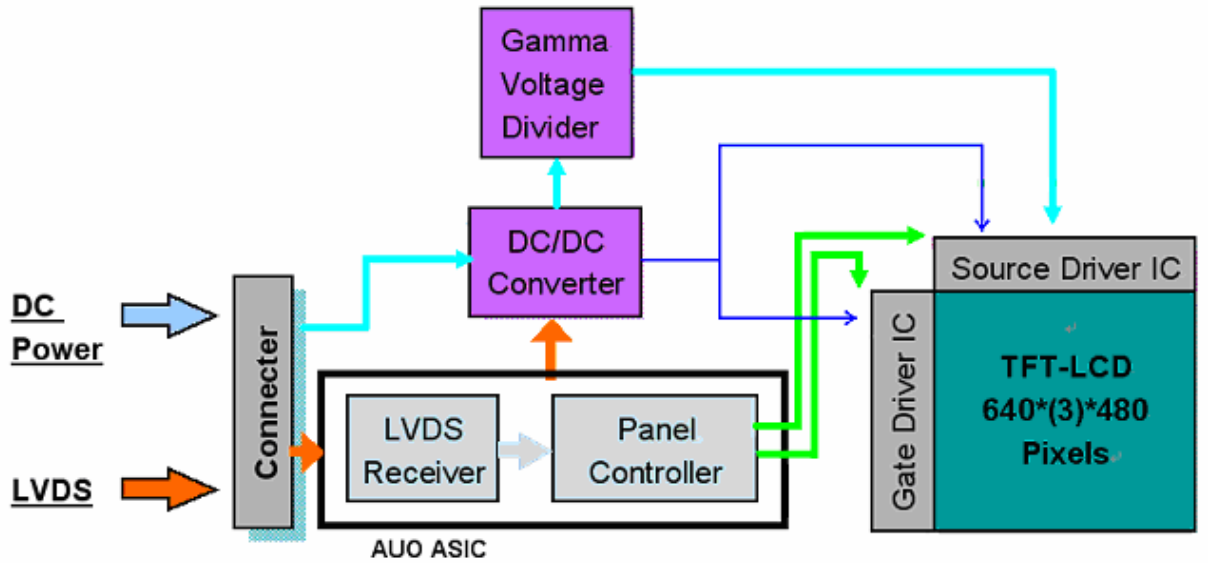 Gamma
Voltage
Divider
DC/DC
Converter
Source Driver IC
DC
Power
Connecter
Gate Driver IC
TFT-LCD
640*(3)*480
Pixels
LVDS
Receiver
Panel
Controller
LVDS
AUO ASIC